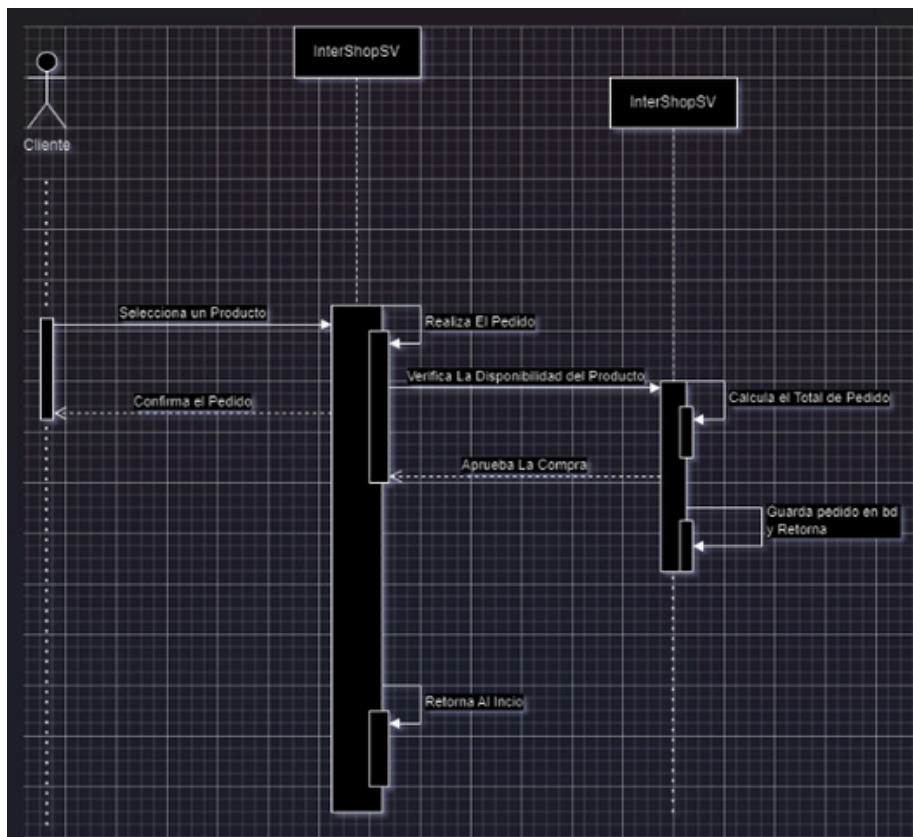 InterShopSV
InterShopSV
Cliente
Selecciona un Producto
Realiza El Pedido
Verifica La Disponibilidad del Producto
Calcula el Total de Pedido
Confirma el Pedido
Aprueba La Compra
Guarda pedido en bd
y Retorna
Retorna Al Incio